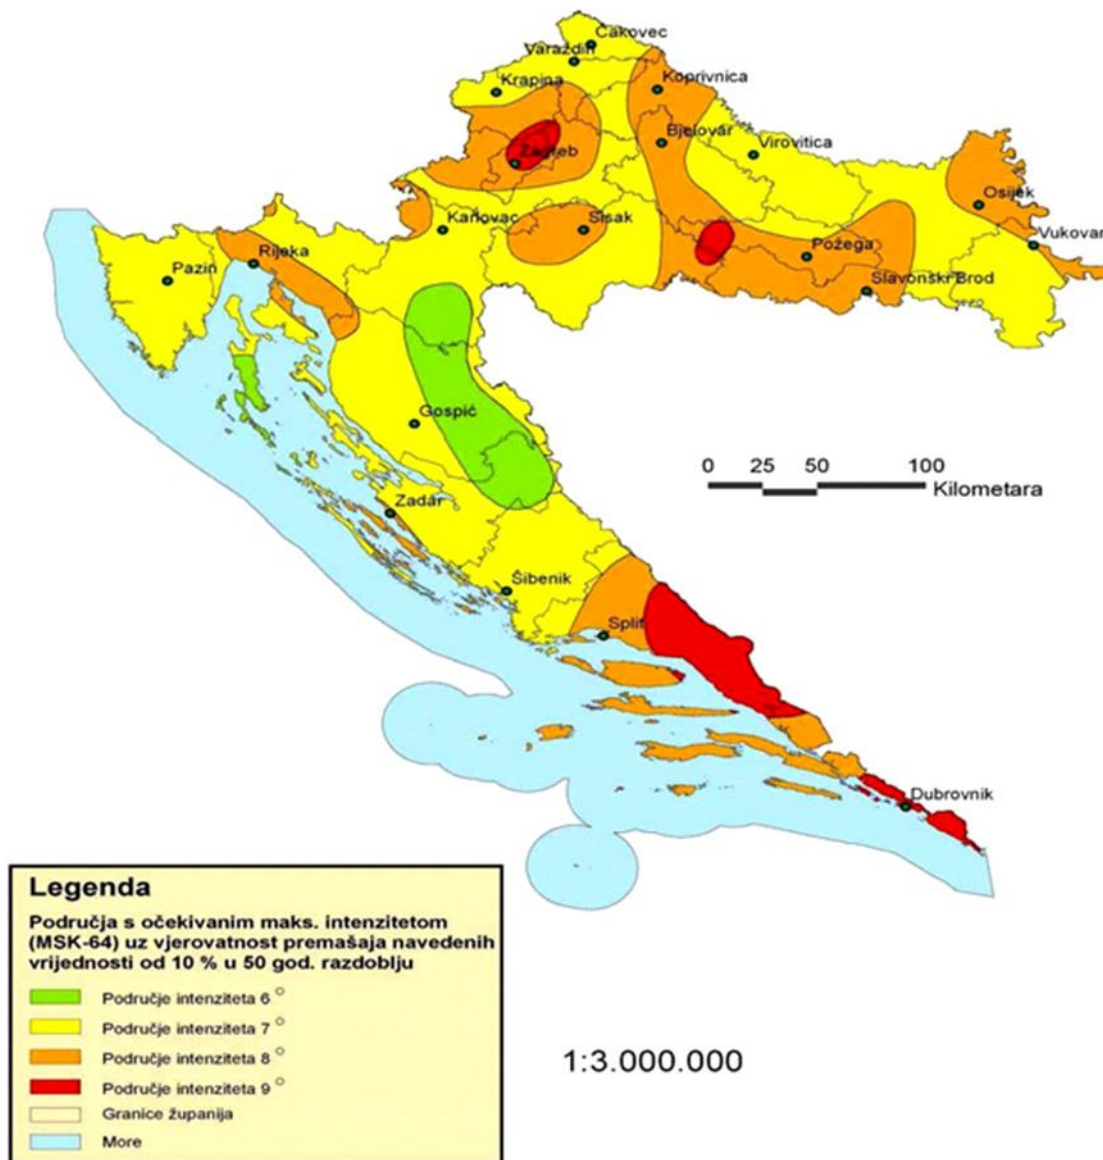 Čakovec
Varaždin
Krapina
Koprivnica
Bjelovar
Zagreb
Virovitica
Osijek
Karlovac
Sisak
Vukovar
Rijeka
Požega
Pazin
Slavonski Brod
Gospić
0 25 50 100
Kilometara
Zadar
Šibenik
Split
Dubrovnik
Legenda
Područja s očekivanim maks. intenzitetom
(MSK-64) uz vjerovatnost premašaja navedenih
vrijednosti od 10 % u 50 god. razdoblju
Područje intenziteta 6 °
Područje intenziteta 7 °
Područje intenziteta 8 °
Područje intenziteta 9 °
Granice županija
More
1:3.000.000